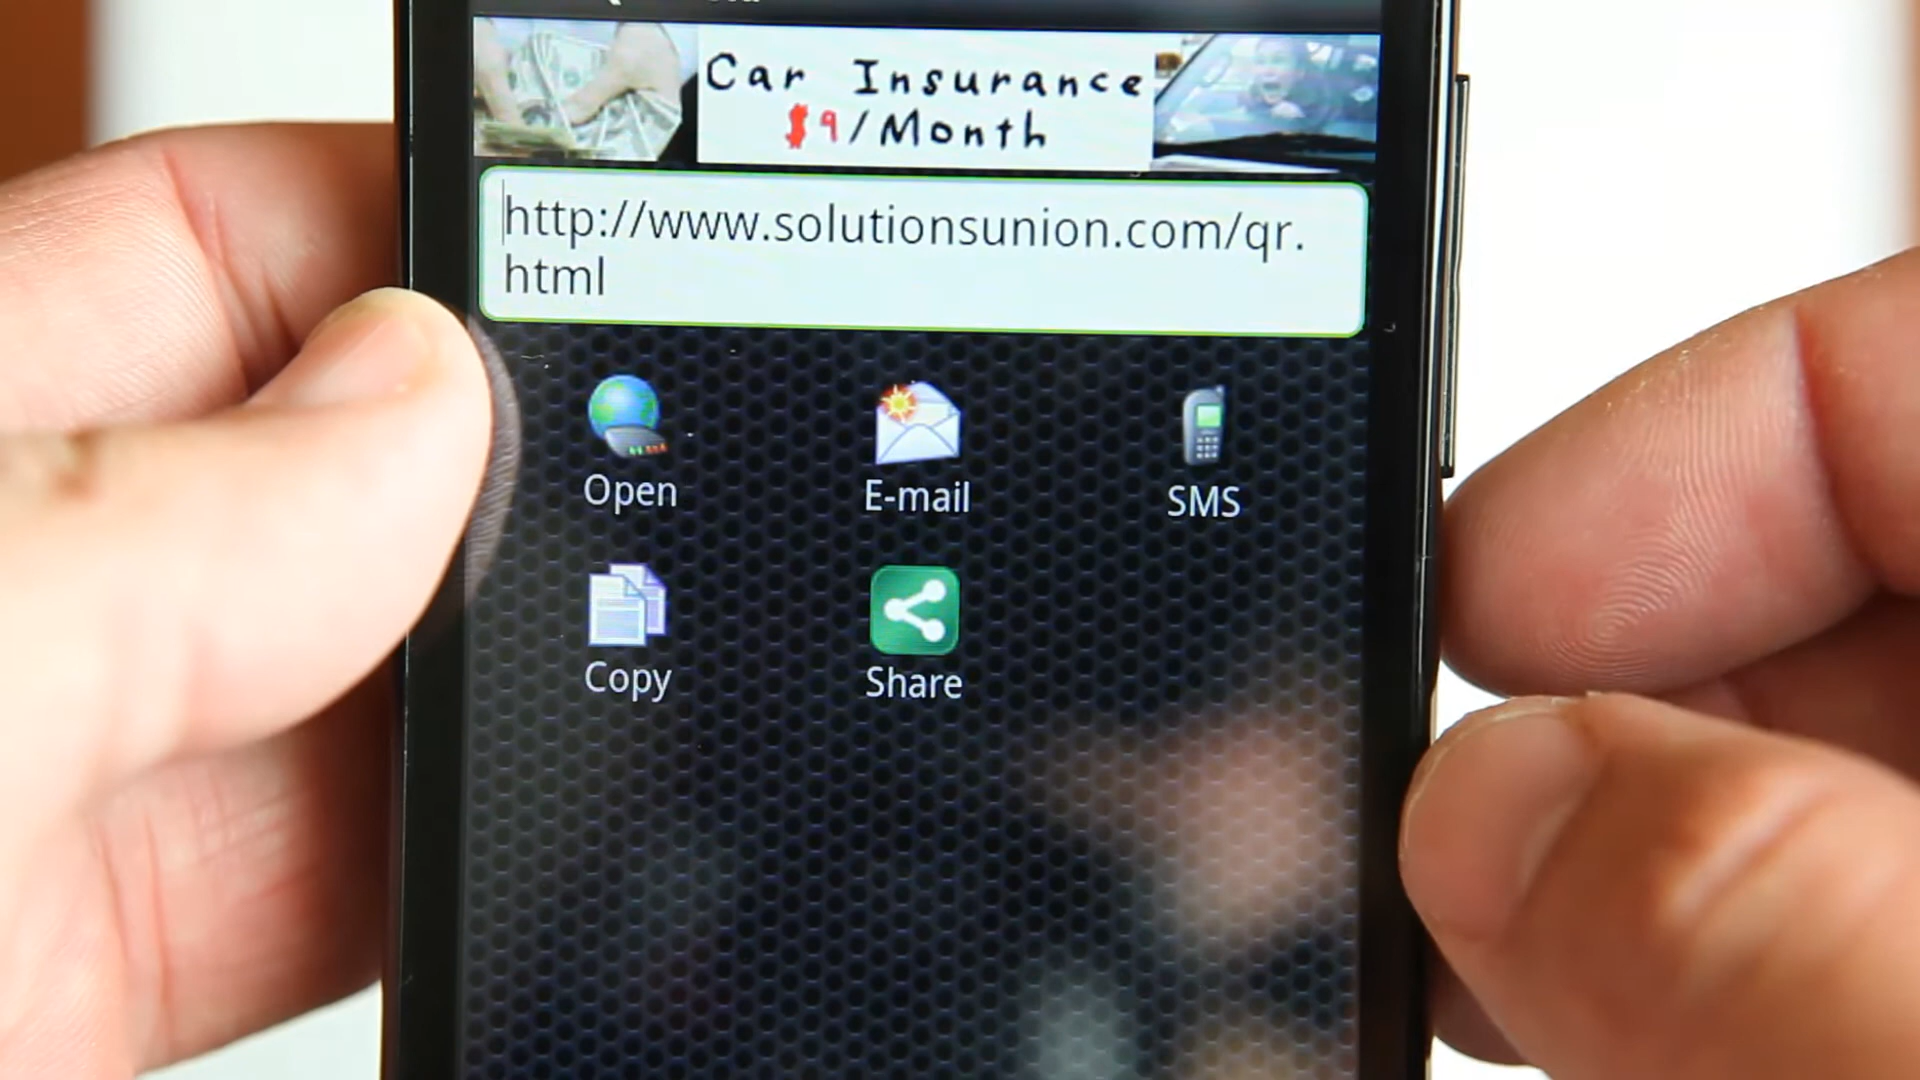 Car Insurance
$9/Month
http://www.solutionsunion.com/qr.
html
Open
E-mail
SMS
Copy
Share